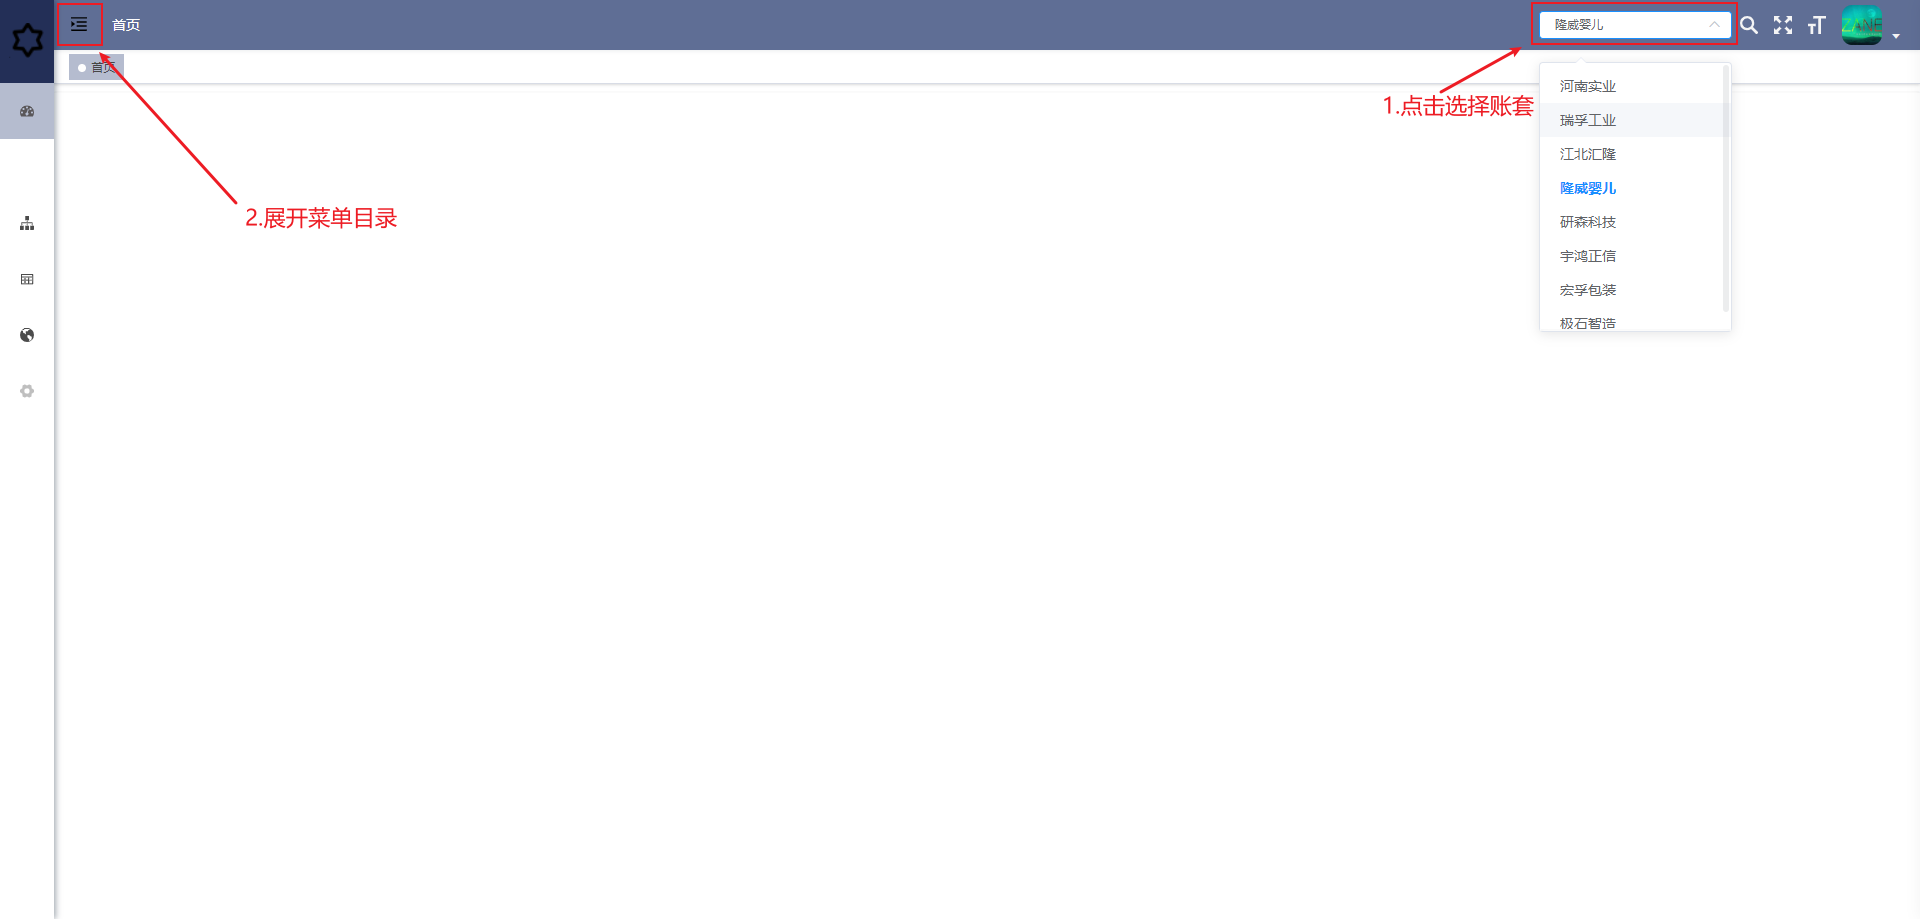 首页
隆威婴儿
ZANE
首页
1.点击选择账套
2.展开菜单目录
河南实业
瑞孚工业
江北汇隆
隆威婴儿
研森科技
宇鸿正信
宏孚包装
极石智造